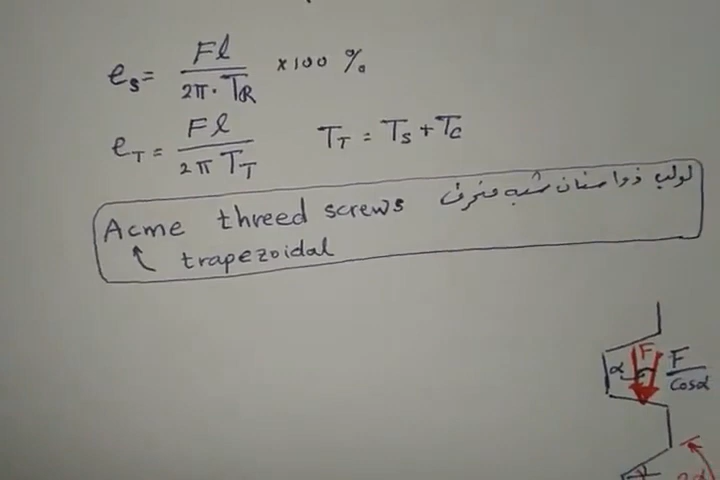 eS = Fl / 2π · TR ×100 %
eT = Fl / 2π TT TT = TS + TC
Acme threed screws لولب ذو اسنان شبه منحرف
trapezoidal
α F F / cosα
2α